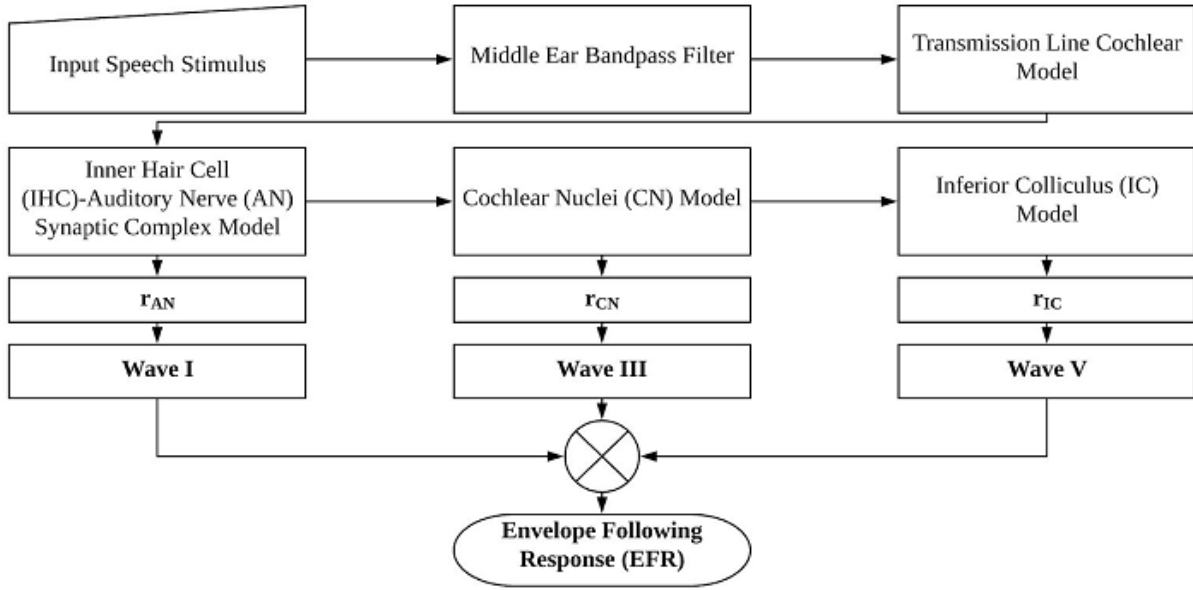 Input Speech Stimulus
Middle Ear Bandpass Filter
Transmission Line Cochlear
Model
Inner Hair Cell
(IHC)-Auditory Nerve (AN)
Synaptic Complex Model
Cochlear Nuclei (CN) Model
Inferior Colliculus (IC)
Model
rAN
rCN
rIC
Wave I
Wave III
Wave V
Envelope Following
Response (EFR)